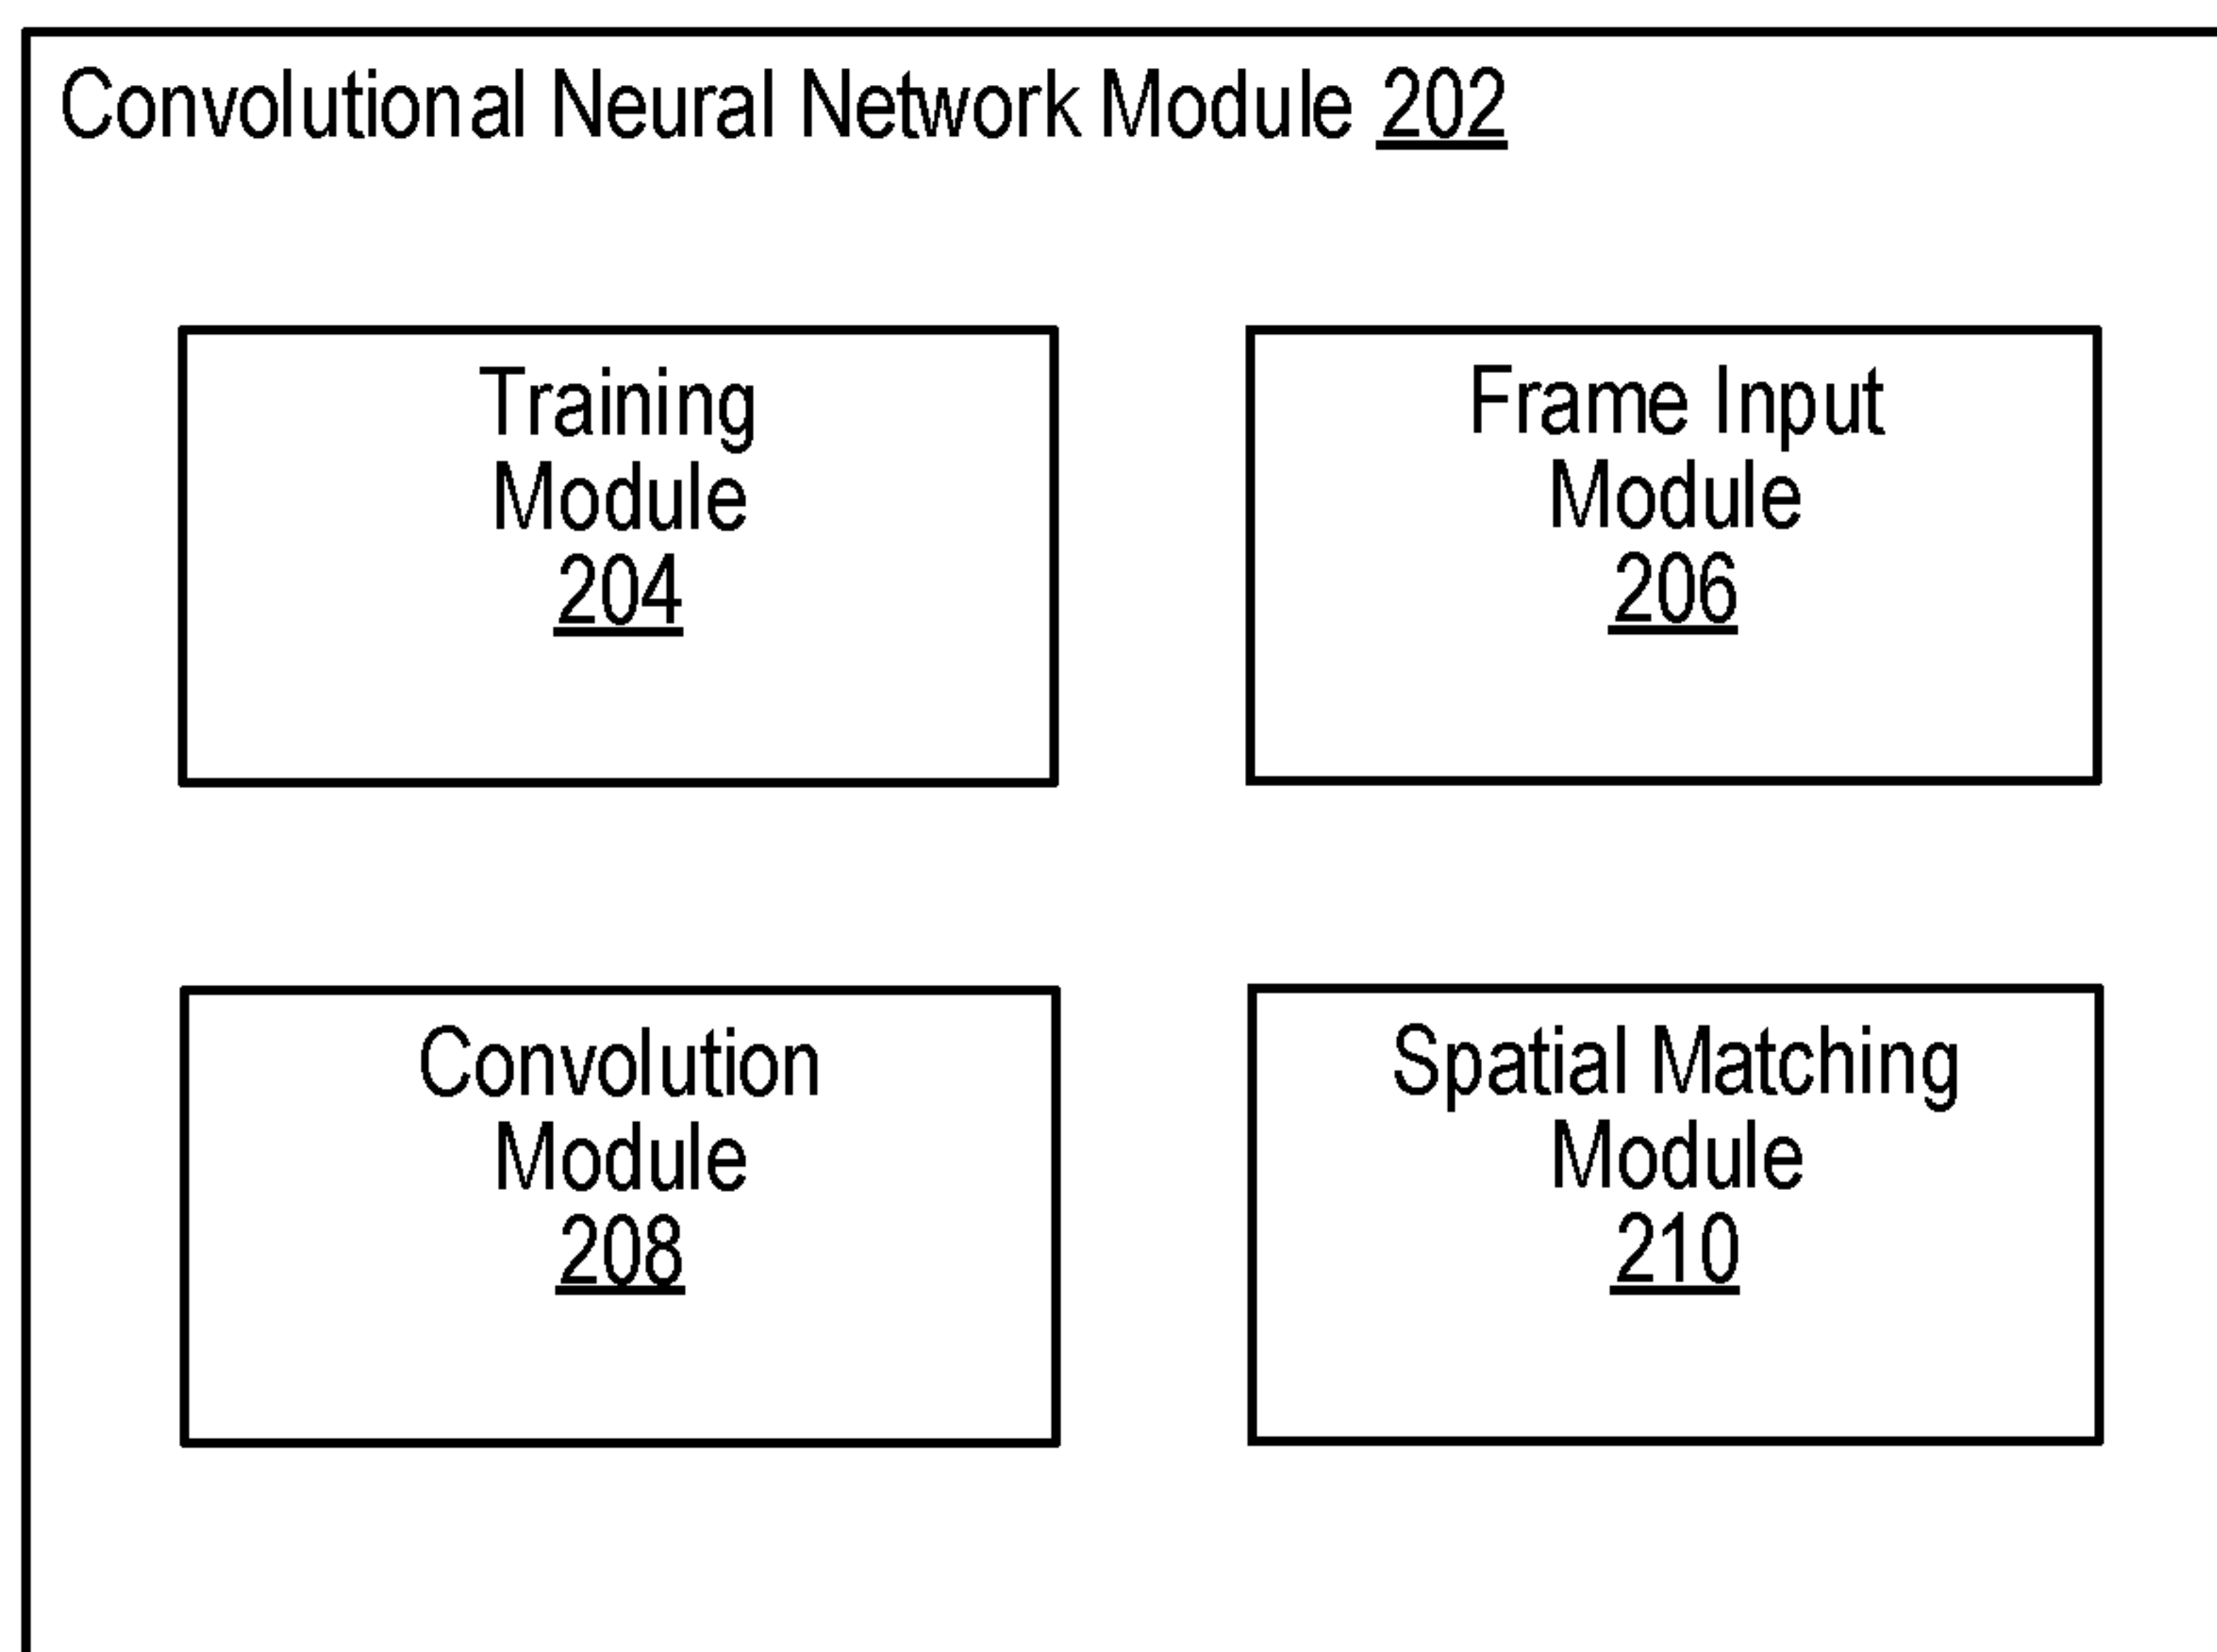 Convolutional Neural Network Module 202
Training
Module
204
Frame Input
Module
206
Convolution
Module
208
Spatial Matching
Module
210